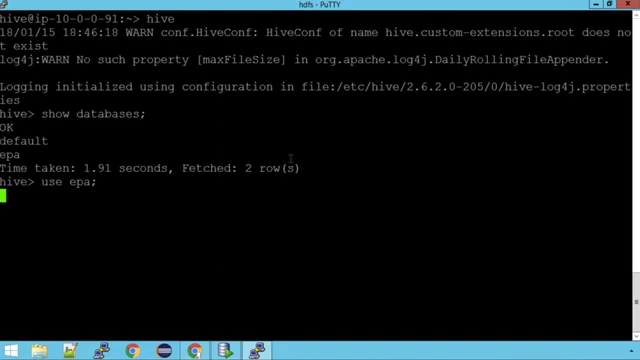 hdfs - PuTTY
hive@ip-10-0-0-91:~> hive
18/01/15 18:46:18 WARN conf.HiveConf: HiveConf of name hive.custom-extensions.root does no
t exist
log4j:WARN No such property [maxFileSize] in org.apache.log4j.DailyRollingFileAppender.
Logging initialized using configuration in file:/etc/hive/2.6.2.0-205/0/hive-log4j.propert
ies
hive> show databases;
OK
default
epa
Time taken: 1.91 seconds, Fetched: 2 row(s)
hive> use epa;